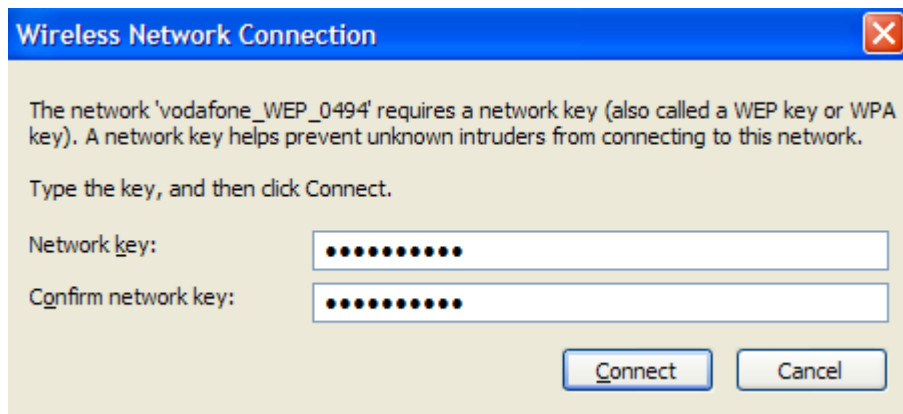 Wireless Network Connection
The network 'vodafone_WEP_0494' requires a network key (also called a WEP key or WPA
key). A network key helps prevent unknown intruders from connecting to this network.
Type the key, and then click Connect.
Network key: ●●●●●●●●●●
Confirm network key: ●●●●●●●●●●
Connect Cancel